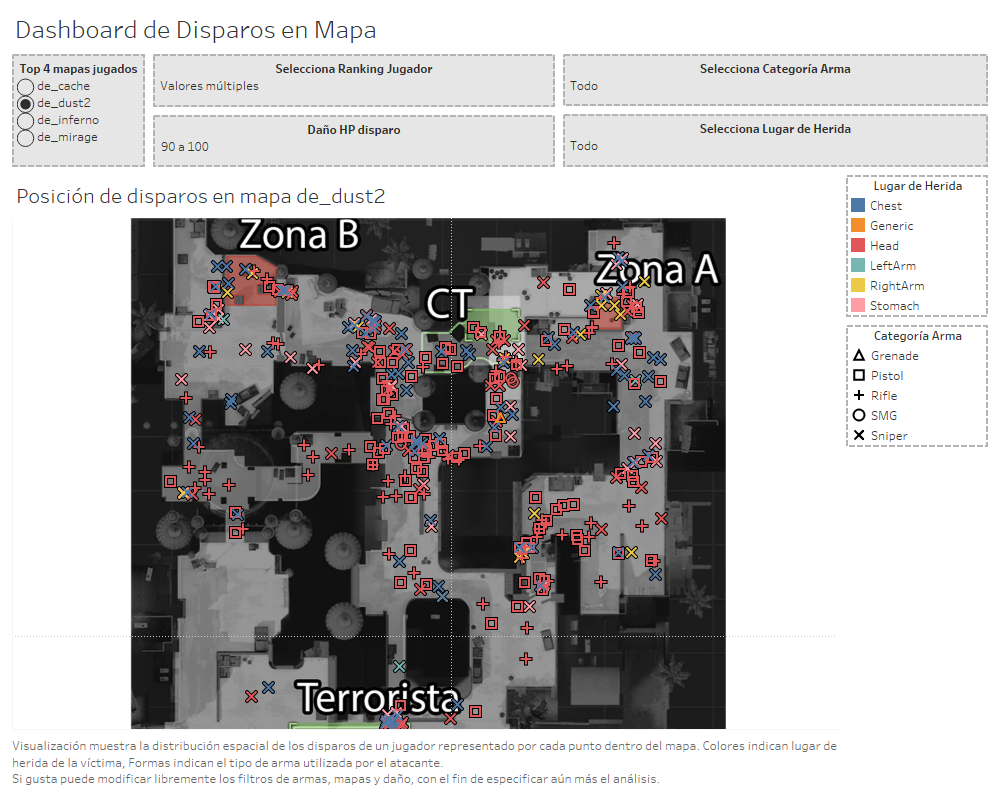 Dashboard de Disparos en Mapa
Top 4 mapas jugados
de_cache
de_dust2
de_inferno
de_mirage
Selecciona Ranking Jugador
Valores múltiples
Daño HP disparo
90 a 100
Selecciona Categoría Arma
Todo
Selecciona Lugar de Herida
Todo
Posición de disparos en mapa de_dust2
Zona B
Zona A
CT
Terrorista
Lugar de Herida
Chest
Generic
Head
LeftArm
RightArm
Stomach
Categoría Arma
Grenade
Pistol
Rifle
SMG
Sniper
Visualización muestra la distribución espacial de los disparos de un jugador representado por cada punto dentro del mapa. Colores indican lugar de
herida de la víctima, Formas indican el tipo de arma utilizada por el atacante.
Si gusta puede modificar libremente los filtros de armas, mapas y daño, con el fin de especificar aún más el análisis.